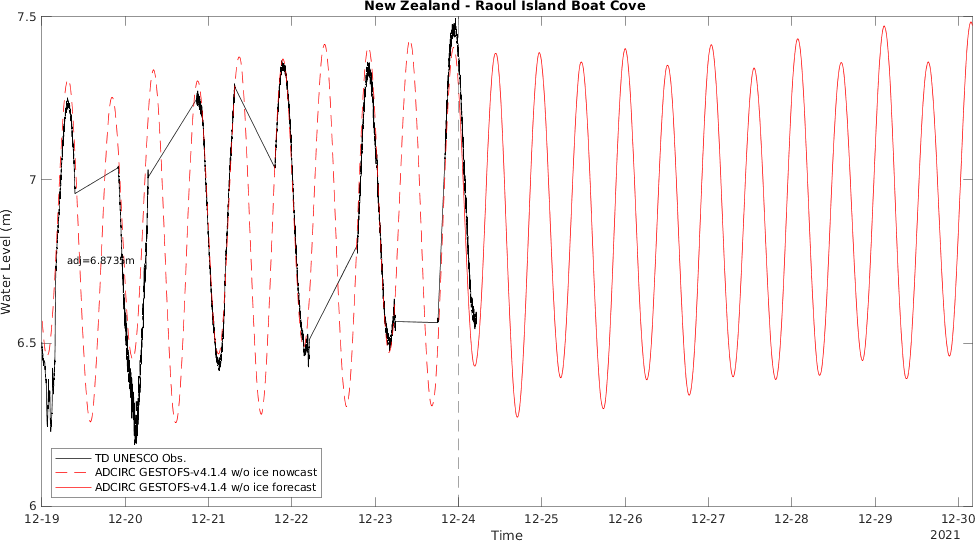 New Zealand - Raoul Island Boat Cove
7.5
7
6.5
6
Water Level (m)
adj=6.8735m
TD UNESCO Obs.
ADCIRC GESTOFS-v4.1.4 w/o ice nowcast
ADCIRC GESTOFS-v4.1.4 w/o ice forecast
12-19 12-20 12-21 12-22 12-23 12-24 12-25 12-26 12-27 12-28 12-29 12-30
Time
2021